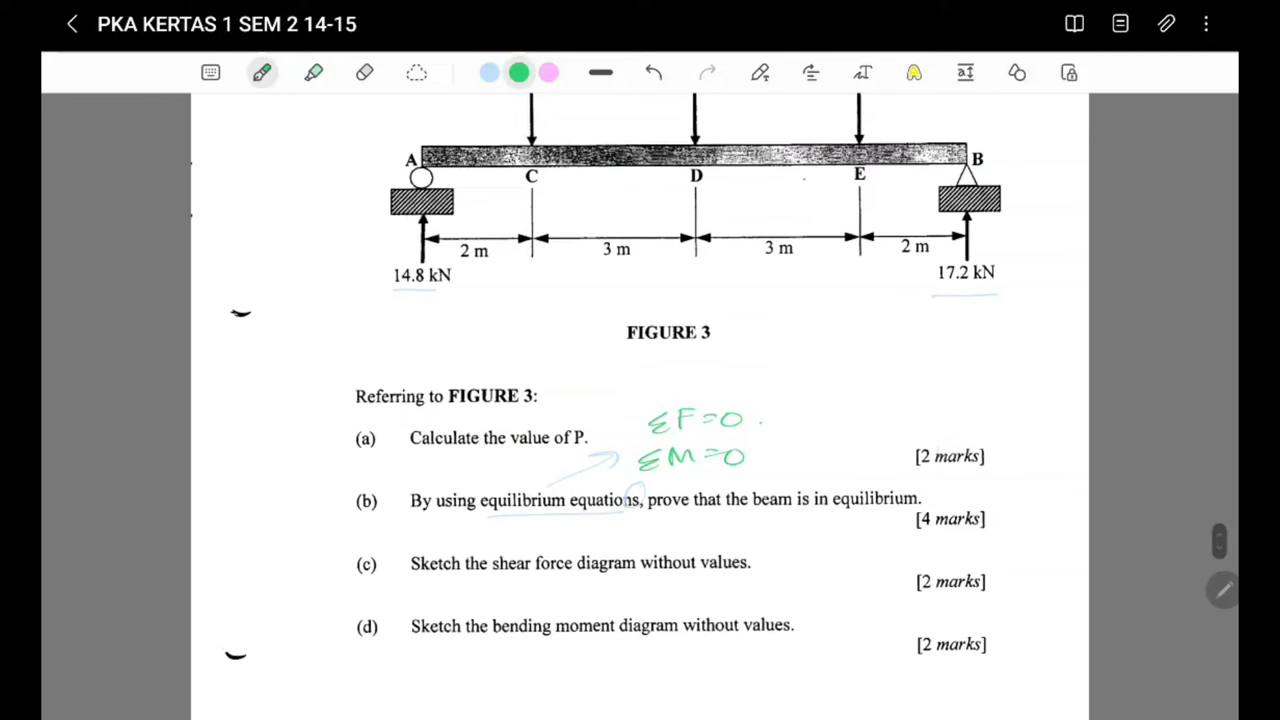 PKA KERTAS 1 SEM 2 14-15
A B
C D E
2 m 3 m 3 m 2 m
14.8 kN 17.2 kN
FIGURE 3
Referring to FIGURE 3:
ΣF=0
(a) Calculate the value of P.
ΣM=0
[2 marks]
(b) By using equilibrium equations, prove that the beam is in equilibrium.
[4 marks]
(c) Sketch the shear force diagram without values.
[2 marks]
(d) Sketch the bending moment diagram without values.
[2 marks]